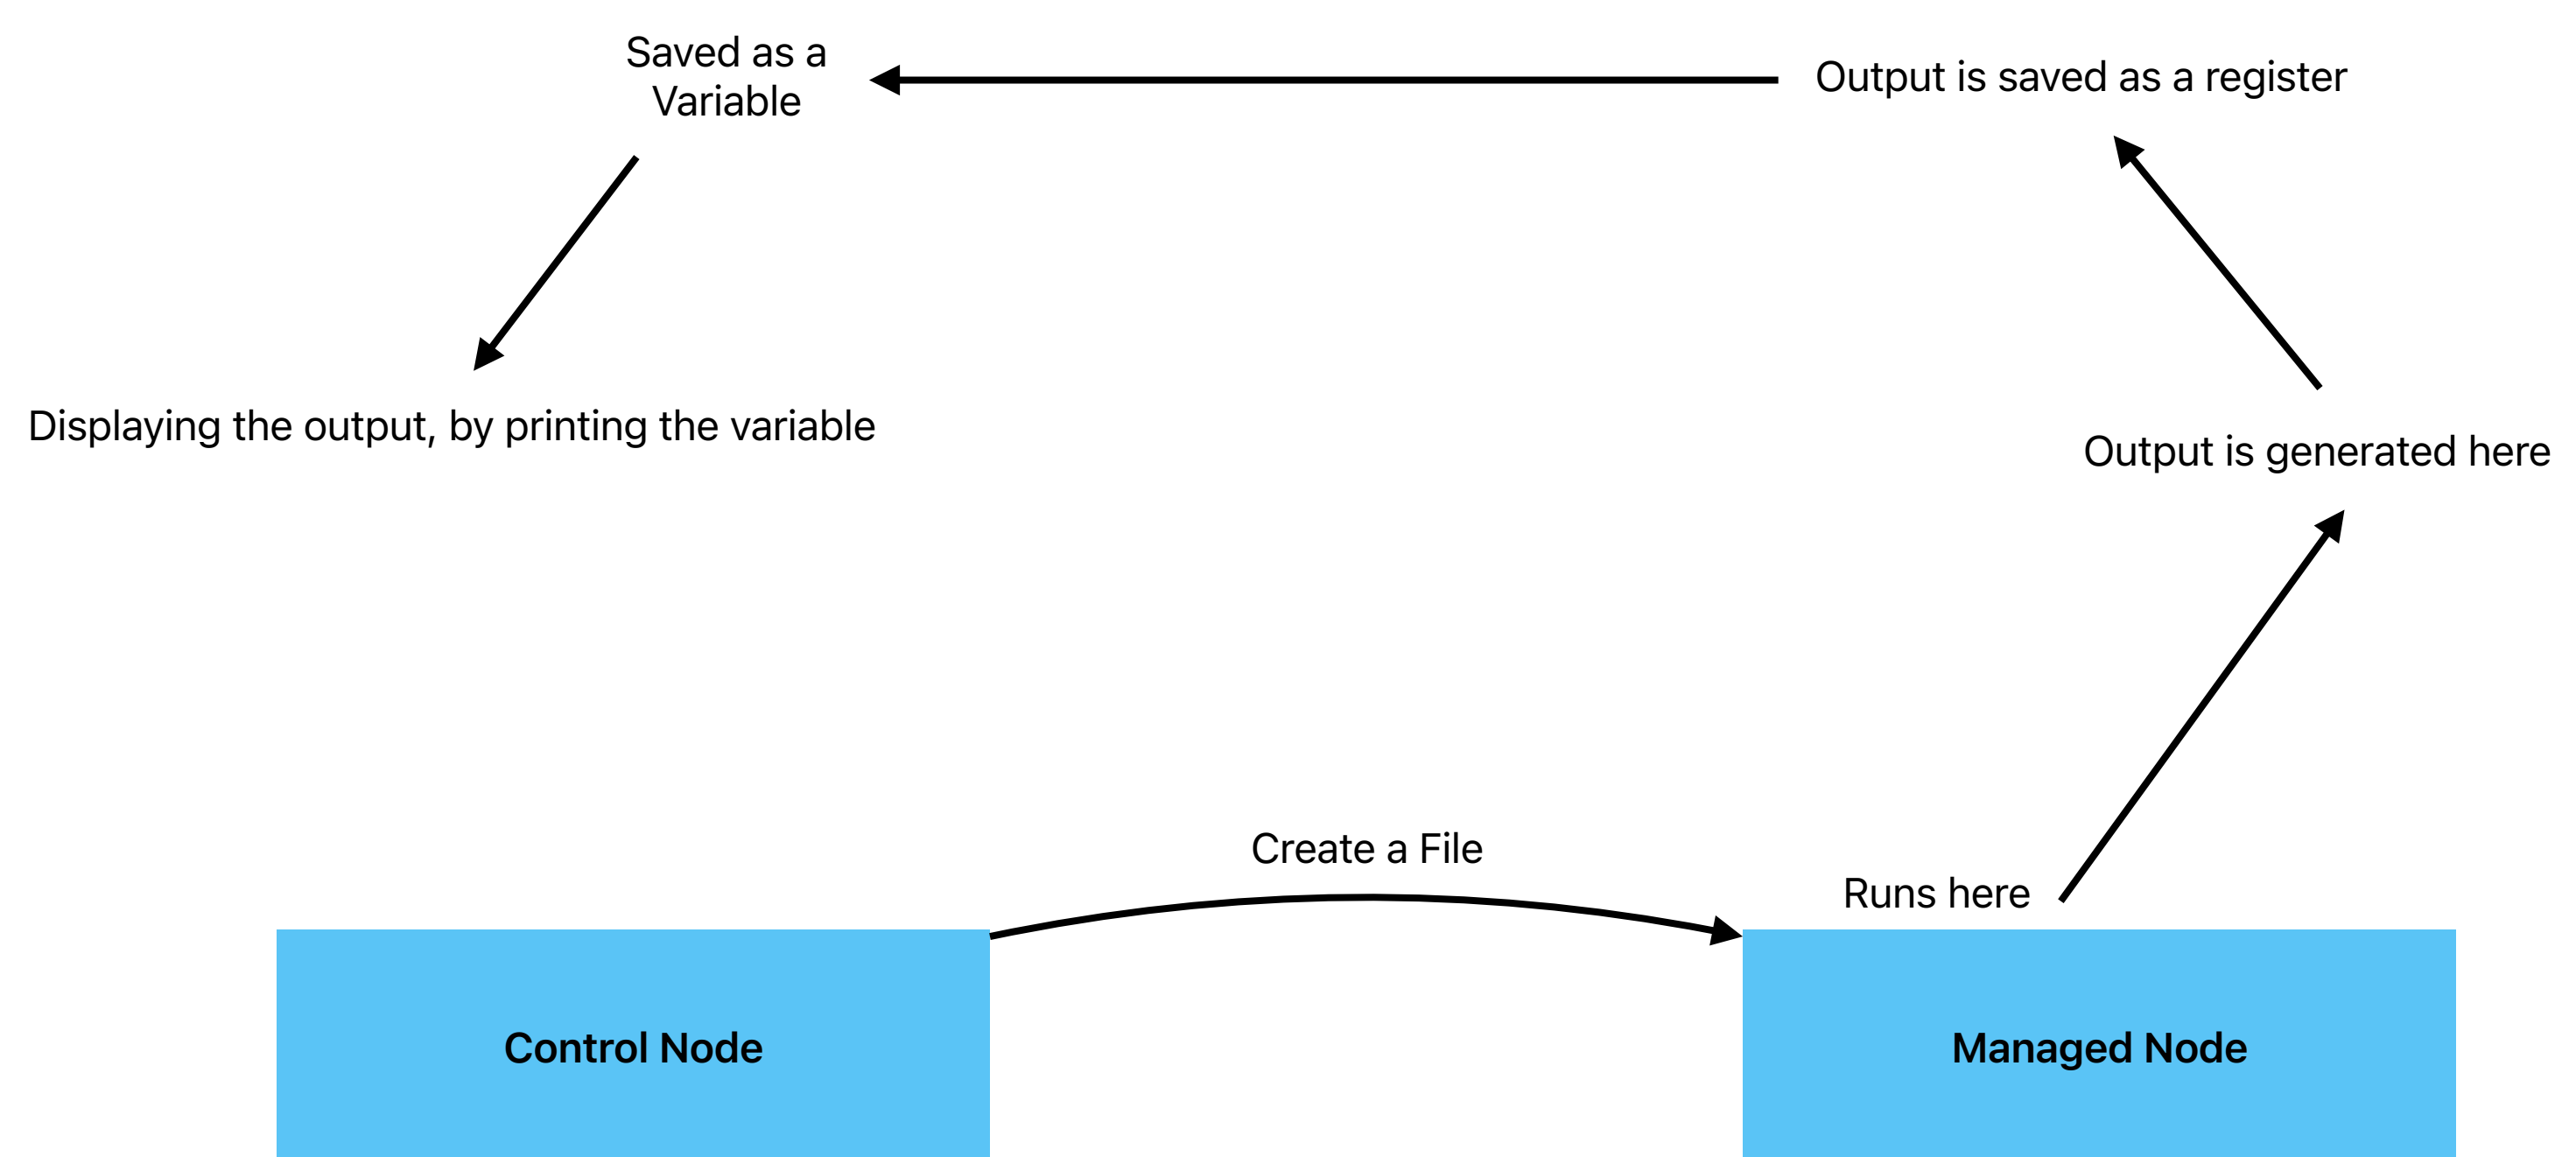 Saved as a
Variable
Output is saved as a register
Displaying the output, by printing the variable
Output is generated here
Create a File
Runs here
Control Node
Managed Node